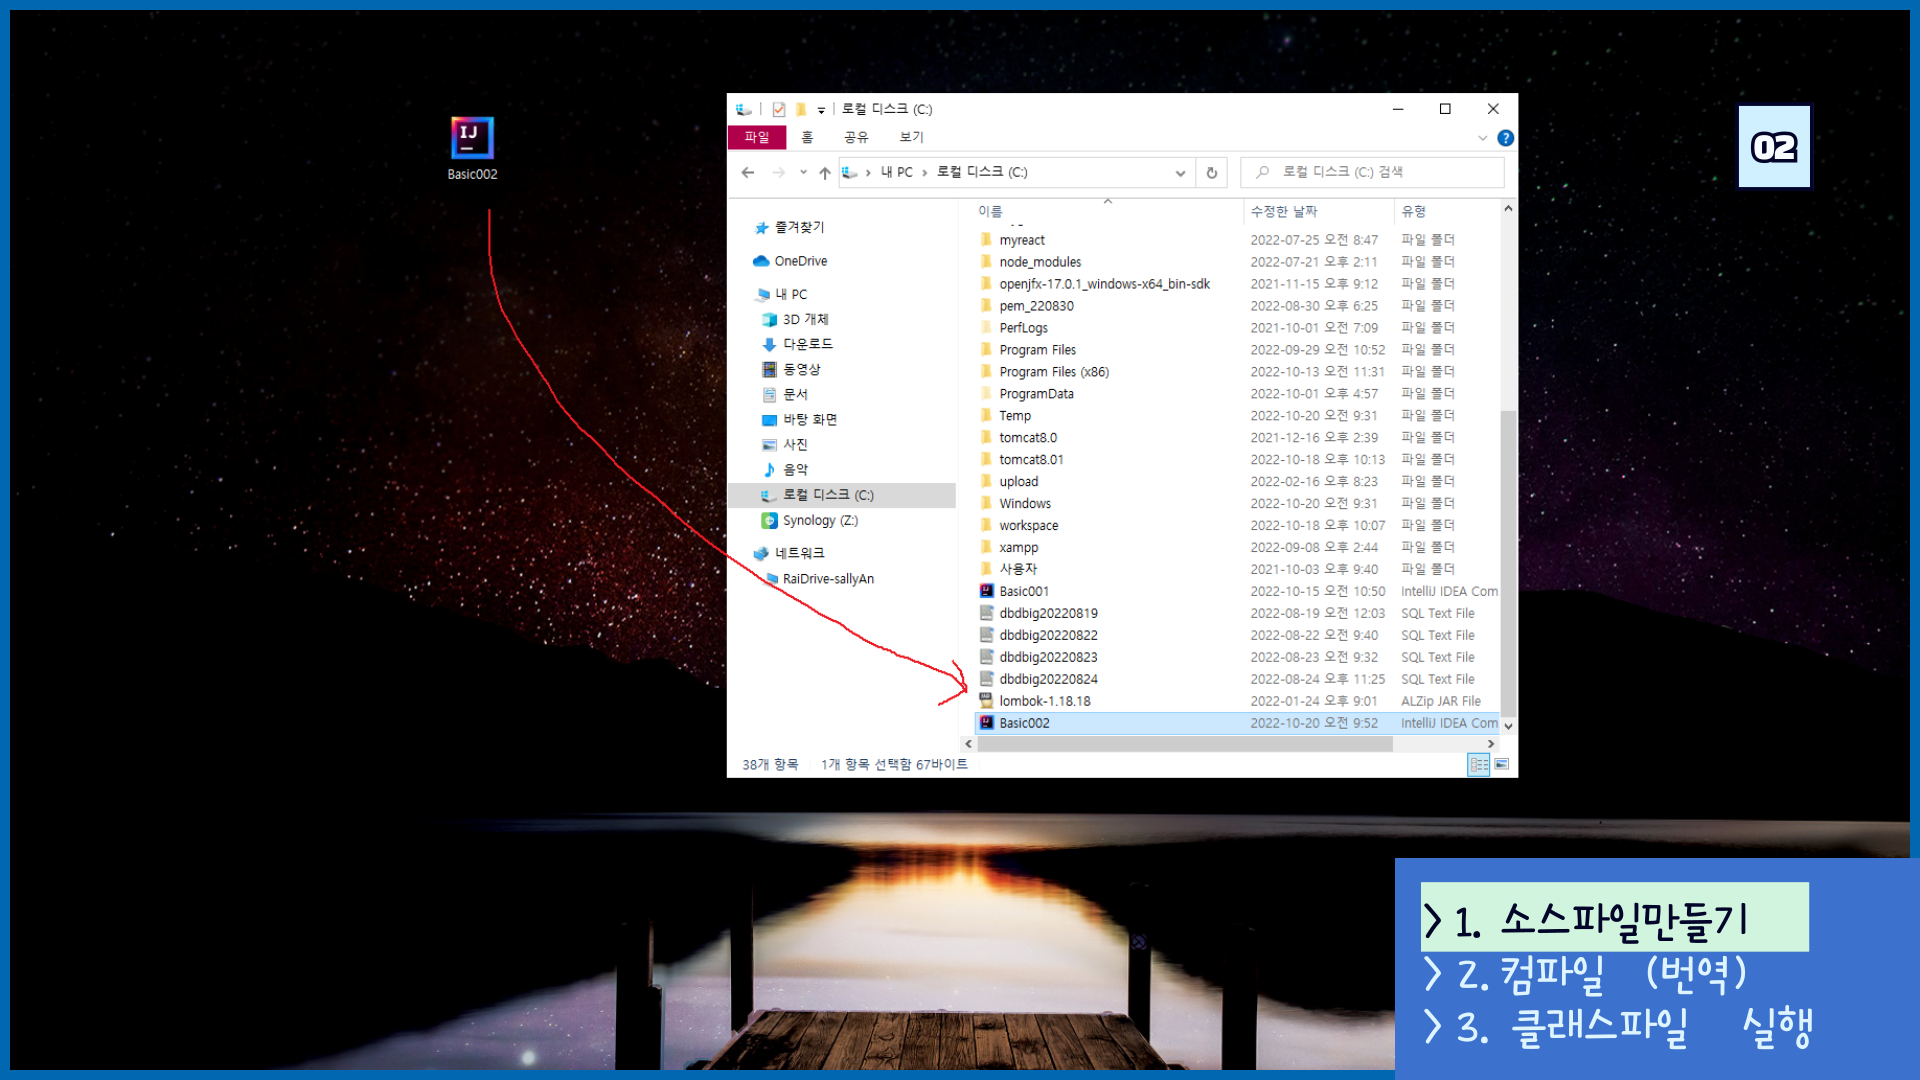 IJ
Basic002
로컬 디스크 (C:)
파일 홈 공유 보기
내 PC 로컬 디스크 (C:)
로컬 디스크 (C:) 검색
즐겨찾기
OneDrive
내 PC
3D 개체
다운로드
동영상
문서
바탕 화면
사진
음악
로컬 디스크 (C:)
Synology (Z:)
네트워크
RaiDrive-sallyAn
이름 수정한 날짜 유형
myreact 2022-07-25 오전 8:47 파일 폴더
node_modules 2022-07-21 오후 2:11 파일 폴더
openjfx-17.0.1_windows-x64_bin-sdk 2021-11-15 오후 9:12 파일 폴더
pem_220830 2022-08-30 오후 6:25 파일 폴더
PerfLogs 2021-10-01 오후 7:09 파일 폴더
Program Files 2022-09-29 오전 10:52 파일 폴더
Program Files (x86) 2022-10-13 오전 11:31 파일 폴더
ProgramData 2022-10-01 오후 4:57 파일 폴더
Temp 2022-10-20 오전 9:31 파일 폴더
tomcat8.0 2021-12-16 오후 2:39 파일 폴더
tomcat8.01 2022-10-18 오후 10:13 파일 폴더
upload 2022-02-16 오후 8:23 파일 폴더
Windows 2022-10-20 오전 9:31 파일 폴더
workspace 2022-10-18 오후 10:07 파일 폴더
xampp 2022-09-08 오후 2:44 파일 폴더
사용자 2021-10-03 오후 9:40 파일 폴더
Basic001 2022-10-15 오전 10:50 IntelliJ IDEA Com
dbdbig20220819 2022-08-19 오전 12:03 SQL Text File
dbdbig20220822 2022-08-22 오전 9:40 SQL Text File
dbdbig20220823 2022-08-23 오전 9:32 SQL Text File
dbdbig20220824 2022-08-24 오후 11:25 SQL Text File
lombok-1.18.18 2022-01-24 오후 9:01 ALZip JAR File
Basic002 2022-10-20 오전 9:52 IntelliJ IDEA Com
38개 항목 1개 항목 선택함 67바이트
02
> 1. 소스파일만들기
> 2. 컴파일 (번역)
> 3. 클래스파일 실행